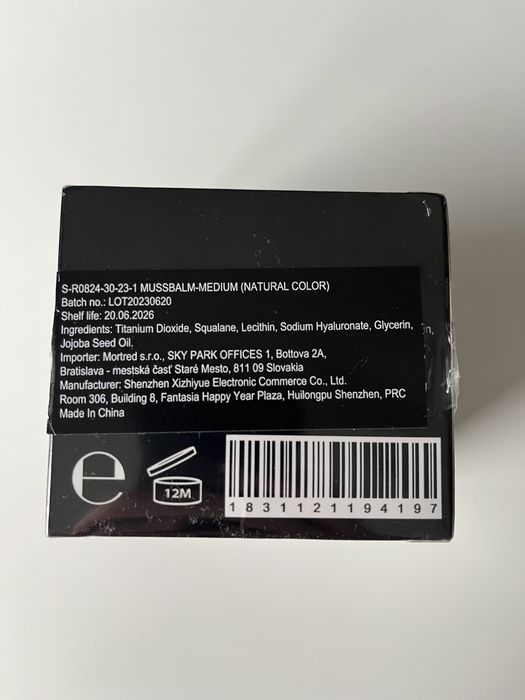 S-R0824-30-23-1 MUSSBALM-MEDIUM (NATURAL COLOR)
Batch no.: LOT20230620
Shelf life: 20.06.2026
Ingredients: Titanium Dioxide, Squalane, Lecithin, Sodium Hyaluronate, Glycerin,
Jojoba Seed Oil.
Importer: Mortred s.r.o., SKY PARK OFFICES 1, Bottova 2A,
Bratislava - mestská časť Staré Mesto, 811 09 Slovakia
Manufacturer: Shenzhen Xizhiyue Electronic Commerce Co., Ltd.
Room 306, Building 8, Fantasia Happy Year Plaza, Huilongpu Shenzhen, PRC
Made In China
e
12M
1831121194197